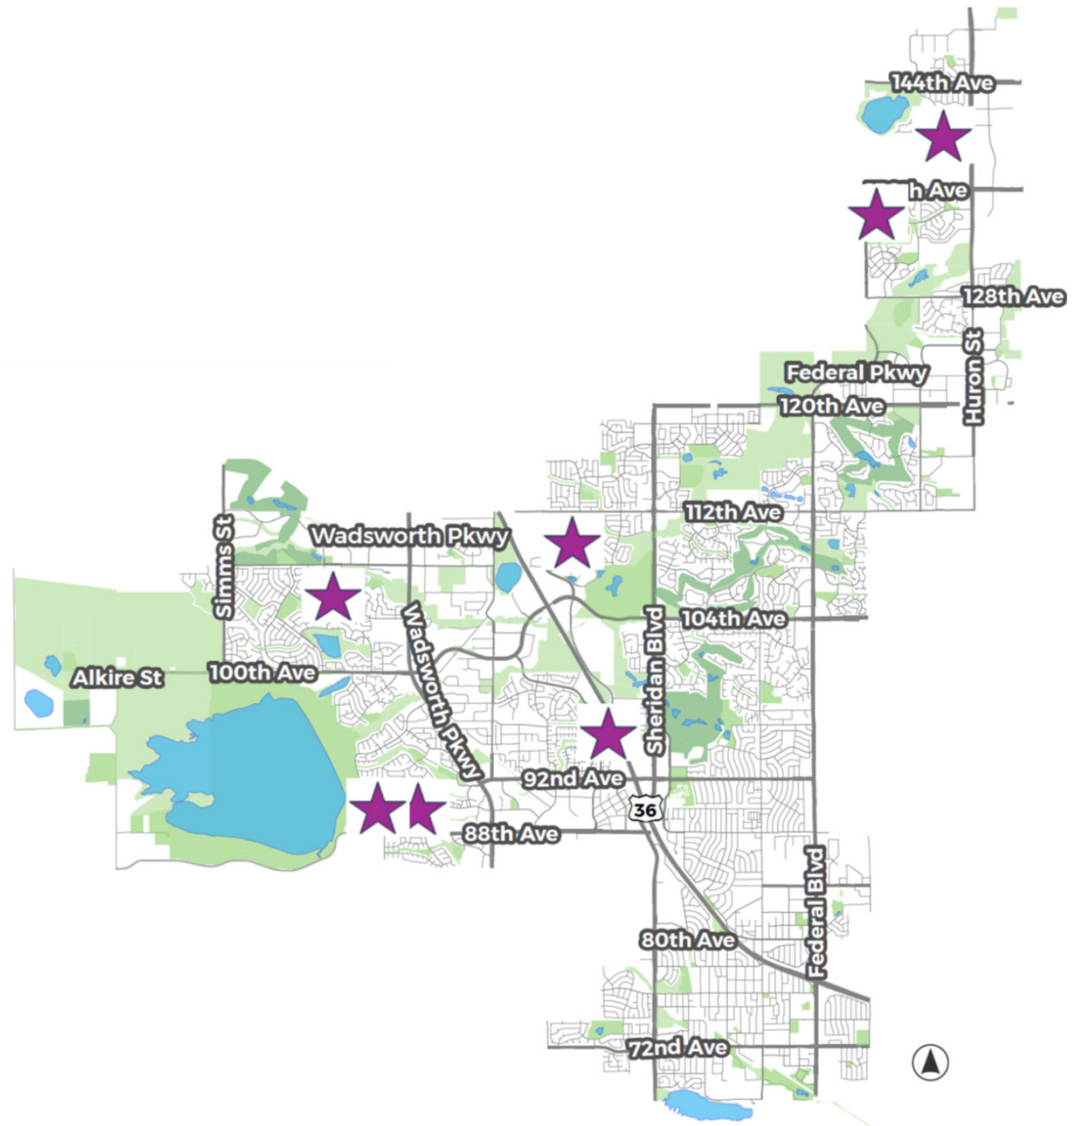 144th Ave
h Ave
128th Ave
Huron St
Federal Pkwy
120th Ave
112th Ave
Wadsworth Pkwy
Simms St
104th Ave
Sheridan Blvd
Wadsworth Pkwy
100th Ave
Alkire St
92nd Ave
36
88th Ave
Federal Blvd
80th Ave
72nd Ave